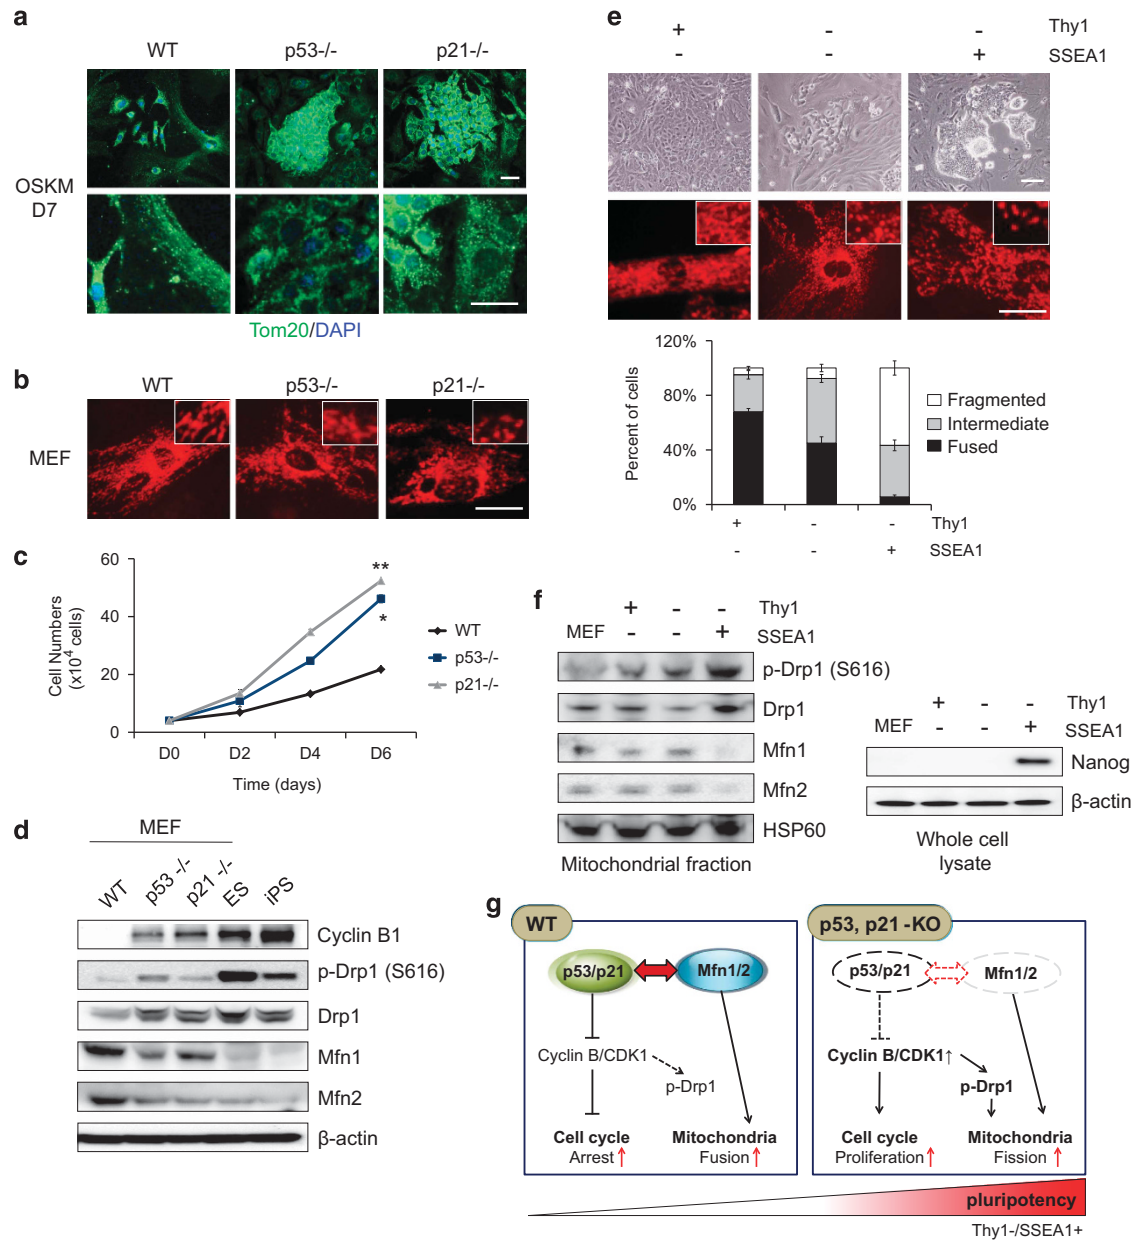 a
WT p53-/- p21-/-
OSKM
D7
Tom20/DAPI
b
WT p53-/- p21-/-
MEF
c
60
40
20
0
Cell Numbers
(x10⁴ cells)
**
*
WT
p53-/-
p21-/-
D0 D2 D4 D6
Time (days)
d
MEF
WT p53 -/- p21 -/- ES iPS
Cyclin B1
p-Drp1 (S616)
Drp1
Mfn1
Mfn2
β-actin
e
+ - - Thy1
- - + SSEA1
120%
80%
40%
0%
Percent of cells
Fragmented
Intermediate
Fused
+ - - Thy1
- - + SSEA1
f
+ - - Thy1
MEF - - + SSEA1
p-Drp1 (S616)
Drp1
Mfn1
Mfn2
HSP60
Mitochondrial fraction
+ - - Thy1
MEF - - + SSEA1
Nanog
β-actin
Whole cell
lysate
g
WT
p53/p21 Mfn1/2
Cyclin B/CDK1
p-Drp1
Cell cycle Mitochondria
Arrest ↑ Fusion ↑
p53, p21 -KO
p53/p21 Mfn1/2
Cyclin B/CDK1↑
p-Drp1
Cell cycle Mitochondria
Proliferation ↑ Fission ↑
pluripotency
Thy1-/SSEA1+